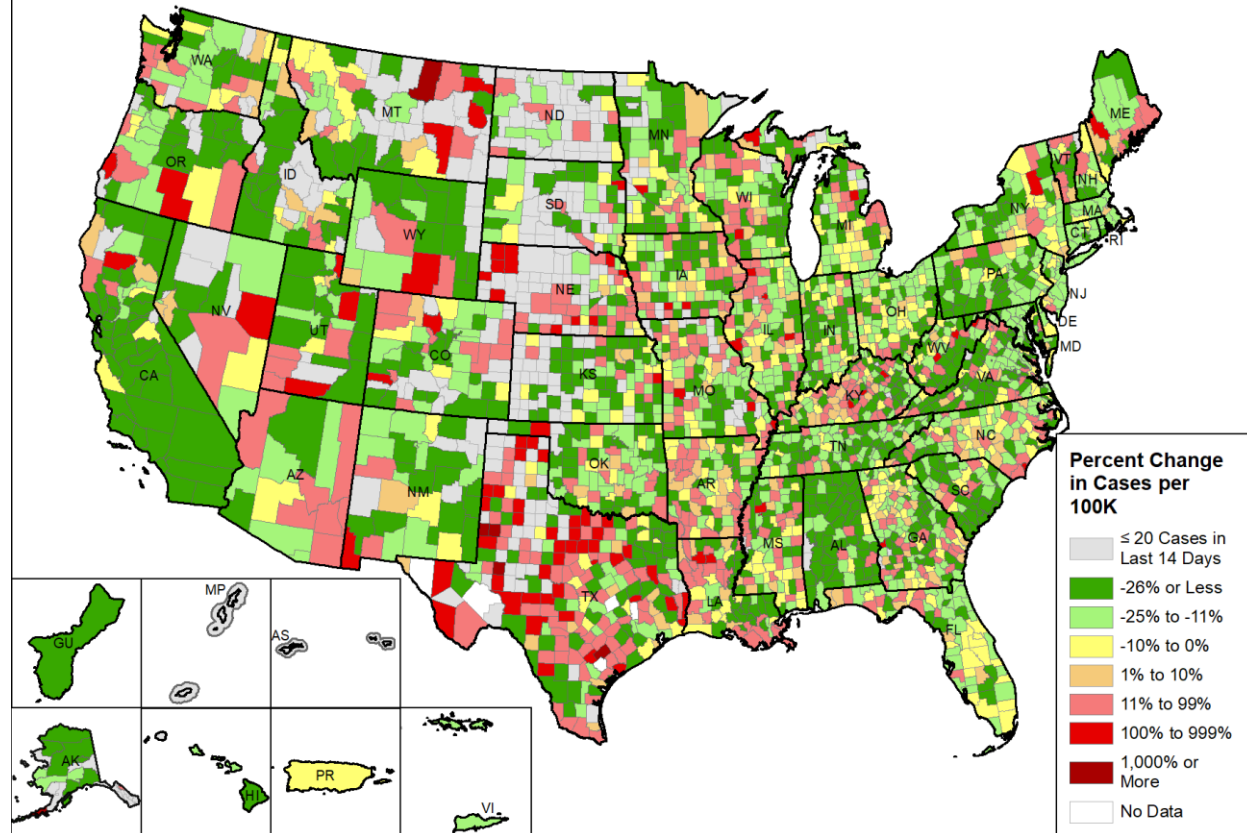 WA
MT
ND
MN
ME
OR
ID
SD
WI
VT
NH
NY
MA
CT
RI
WY
MI
IA
PA
NE
NJ
NV
UT
CO
IL
IN
OH
DE
MD
WV
CA
KS
MO
KY
VA
TN
NC
AZ
NM
OK
AR
SC
MS
AL
GA
TX
LA
FL
MP
GU
AS
AK
HI
PR
VI
Percent Change
in Cases per
100K
≤ 20 Cases in
Last 14 Days
-26% or Less
-25% to -11%
-10% to 0%
1% to 10%
11% to 99%
100% to 999%
1,000% or
More
No Data